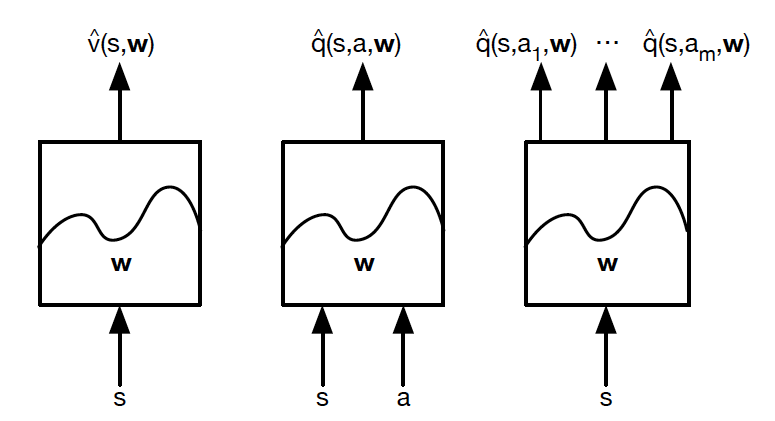 v̂(s,w) q̂(s,a,w) q̂(s,a₁,w) ··· q̂(s,aₘ,w)
w w w
s s a s